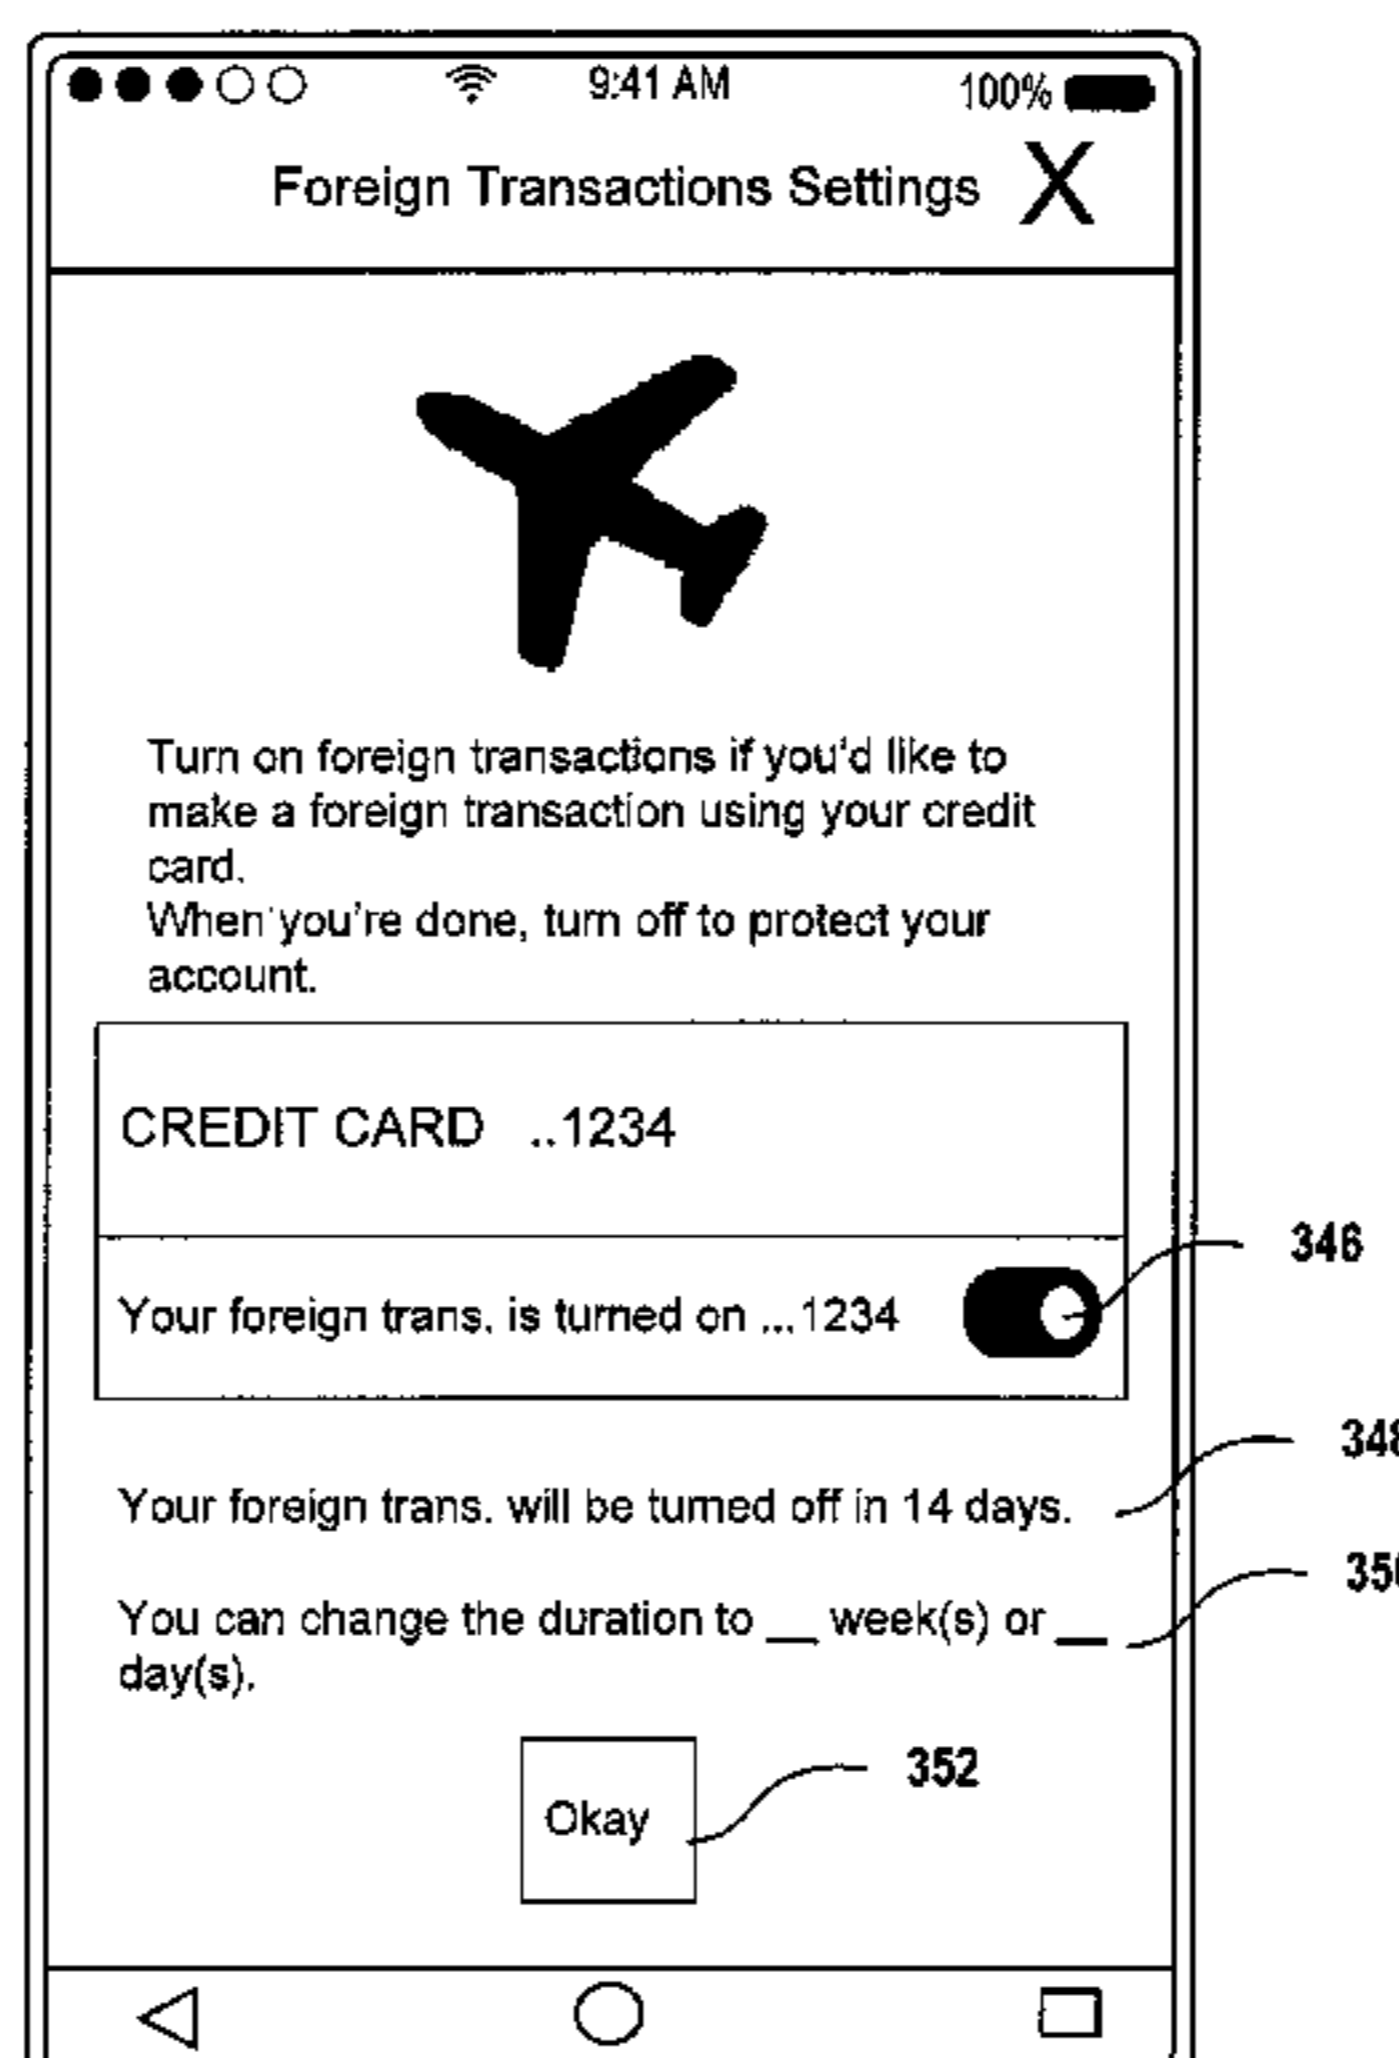 9:41 AM 100%
Foreign Transactions Settings X
Turn on foreign transactions if you'd like to
make a foreign transaction using your credit
card.
When you're done, turn off to protect your
account.
CREDIT CARD ..1234
346
Your foreign trans. is turned on ...1234
348
Your foreign trans. will be turned off in 14 days.
350
You can change the duration to __ week(s) or __
day(s).
352
Okay